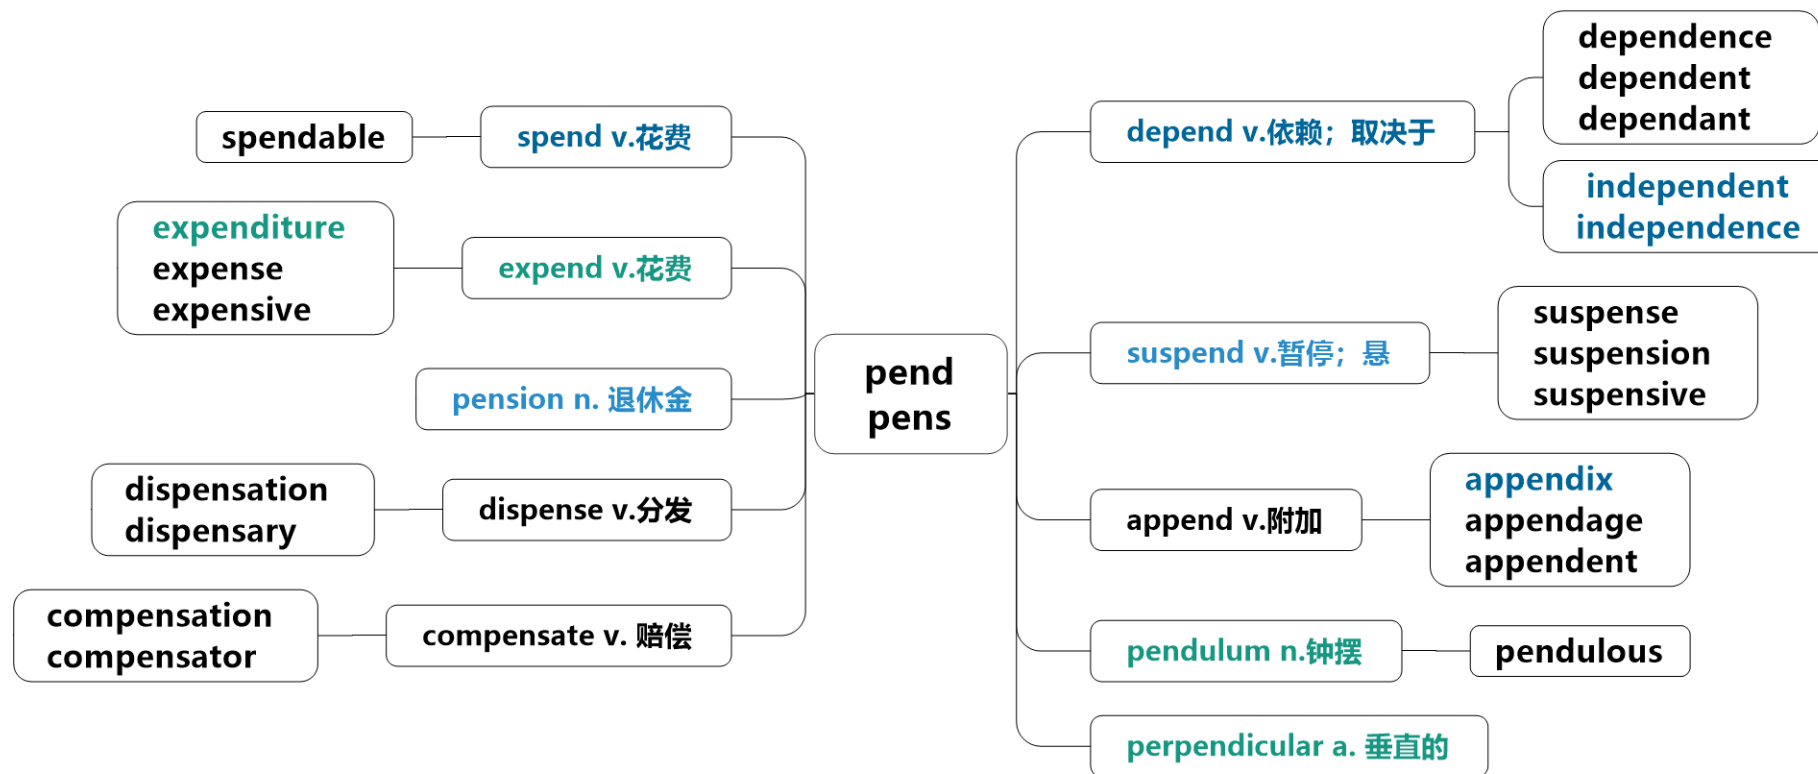 pend
pens
spend v.花费
spendable
expend v.花费
expenditure
expense
expensive
pension n. 退休金
dispense v.分发
dispensation
dispensary
compensate v. 赔偿
compensation
compensator
depend v.依赖；取决于
dependence
dependent
dependant
independent
independence
suspend v.暂停；悬
suspense
suspension
suspensive
append v.附加
appendix
appendage
appendent
pendulum n.钟摆
pendulous
perpendicular a. 垂直的